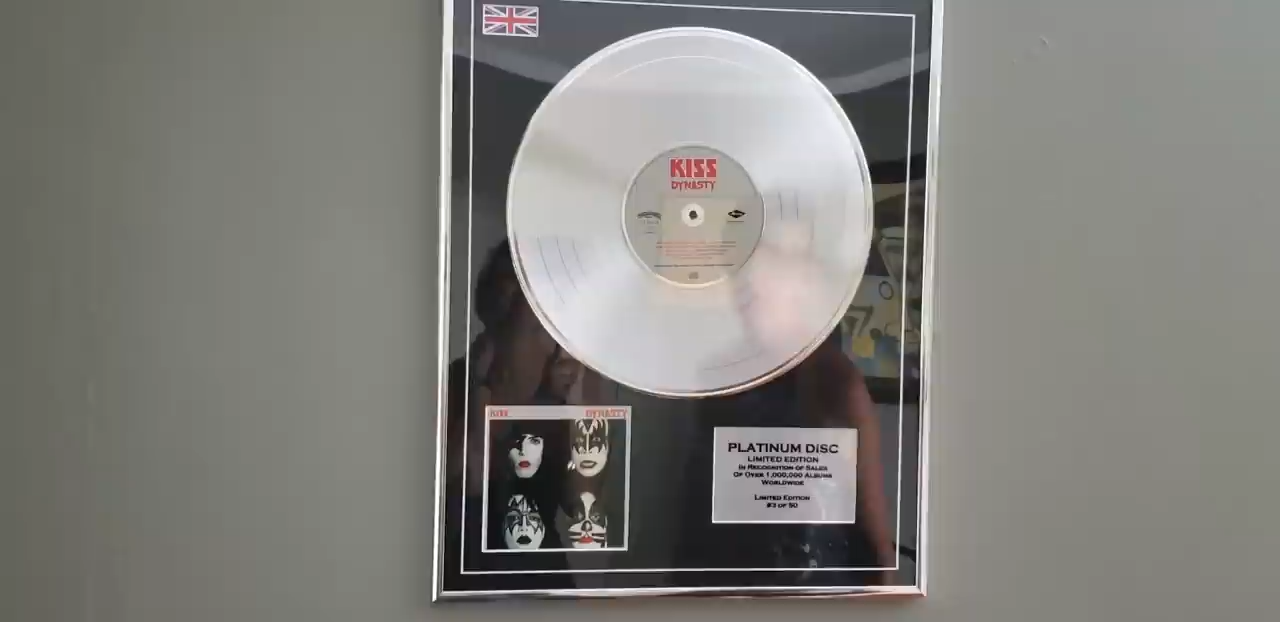 KISS
DYNASTY
KISS DYNASTY
PLATINUM DISC
LIMITED EDITION
IN RECOGNITION OF SALES
OF OVER 1,000,000 ALBUMS
WORLDWIDE
LIMITED EDITION
#3 OF 50